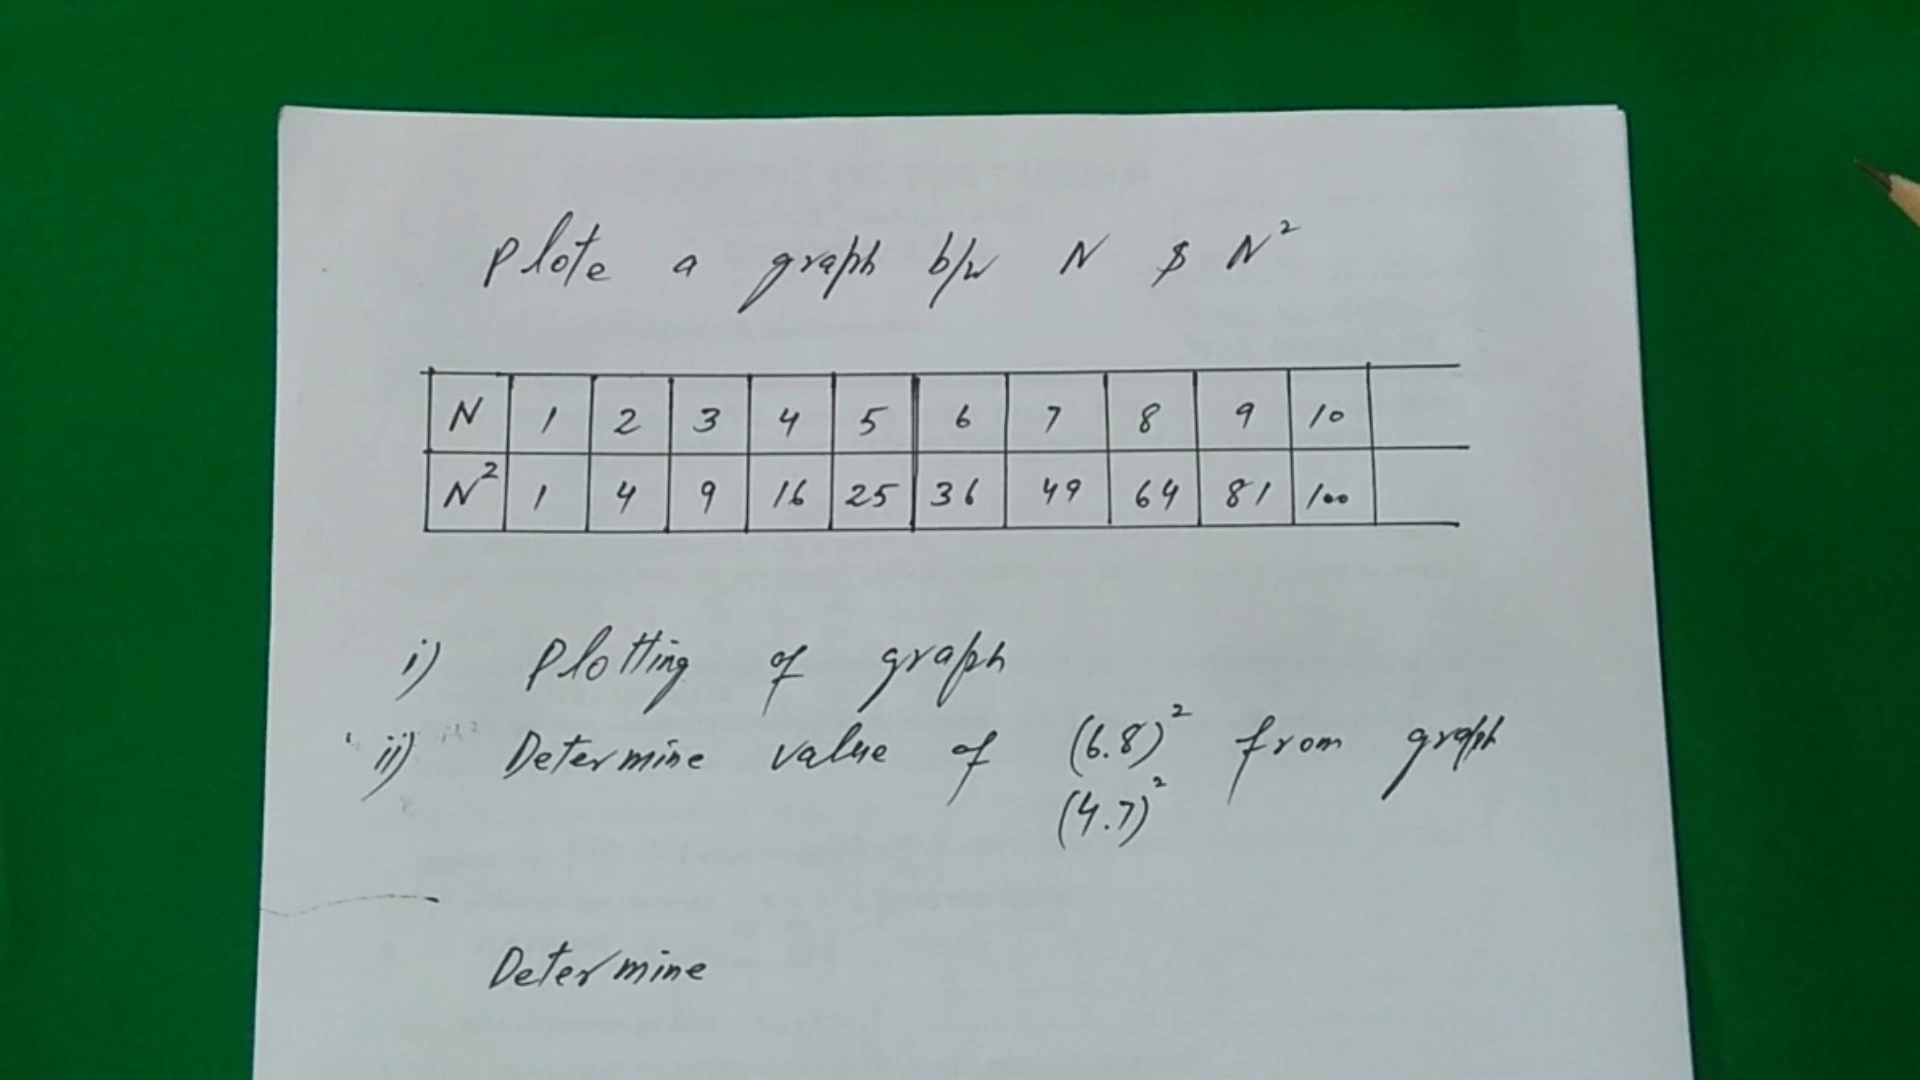 Plote a graph b/w N & N²
N 1 2 3 4 5 6 7 8 9 10
N² 1 4 9 16 25 36 49 64 81 100
i) Plotting of graph
ii) Determine value of (6.8)² from graph
(4.7)²
Determine